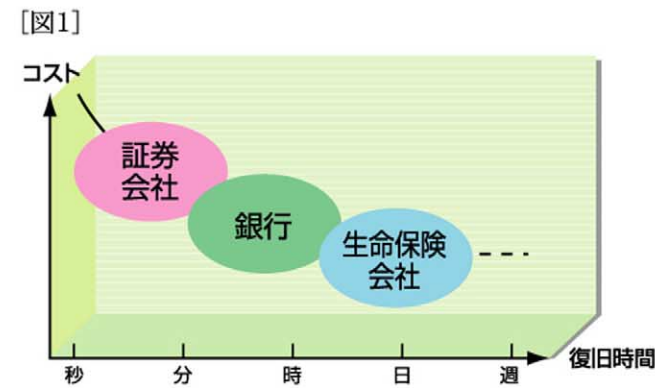 ［図1］
コスト
証券
会社
銀行
生命保険
会社
復旧時間
秒
分
時
日
週